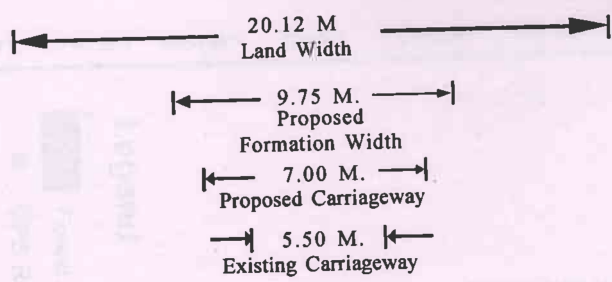 20.12 M
Land Width
9.75 M.
Proposed
Formation Width
7.00 M.
Proposed Carriageway
5.50 M.
Existing Carriageway